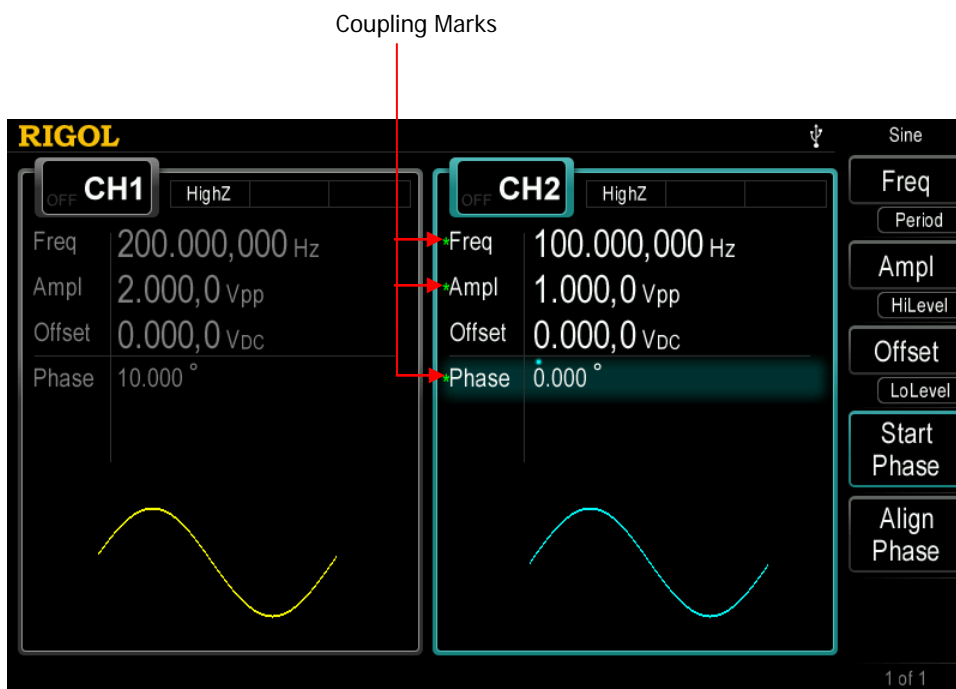 Coupling Marks
RIGOL
Sine
OFF CH1 HighZ
Freq 200.000,000 Hz
Ampl 2.000,0 Vpp
Offset 0.000,0 VDC
Phase 10.000 °
OFF CH2 HighZ
*Freq 100.000,000 Hz
*Ampl 1.000,0 Vpp
Offset 0.000,0 VDC
*Phase 0.000 °
Freq
Period
Ampl
HiLevel
Offset
LoLevel
Start
Phase
Align
Phase
1 of 1